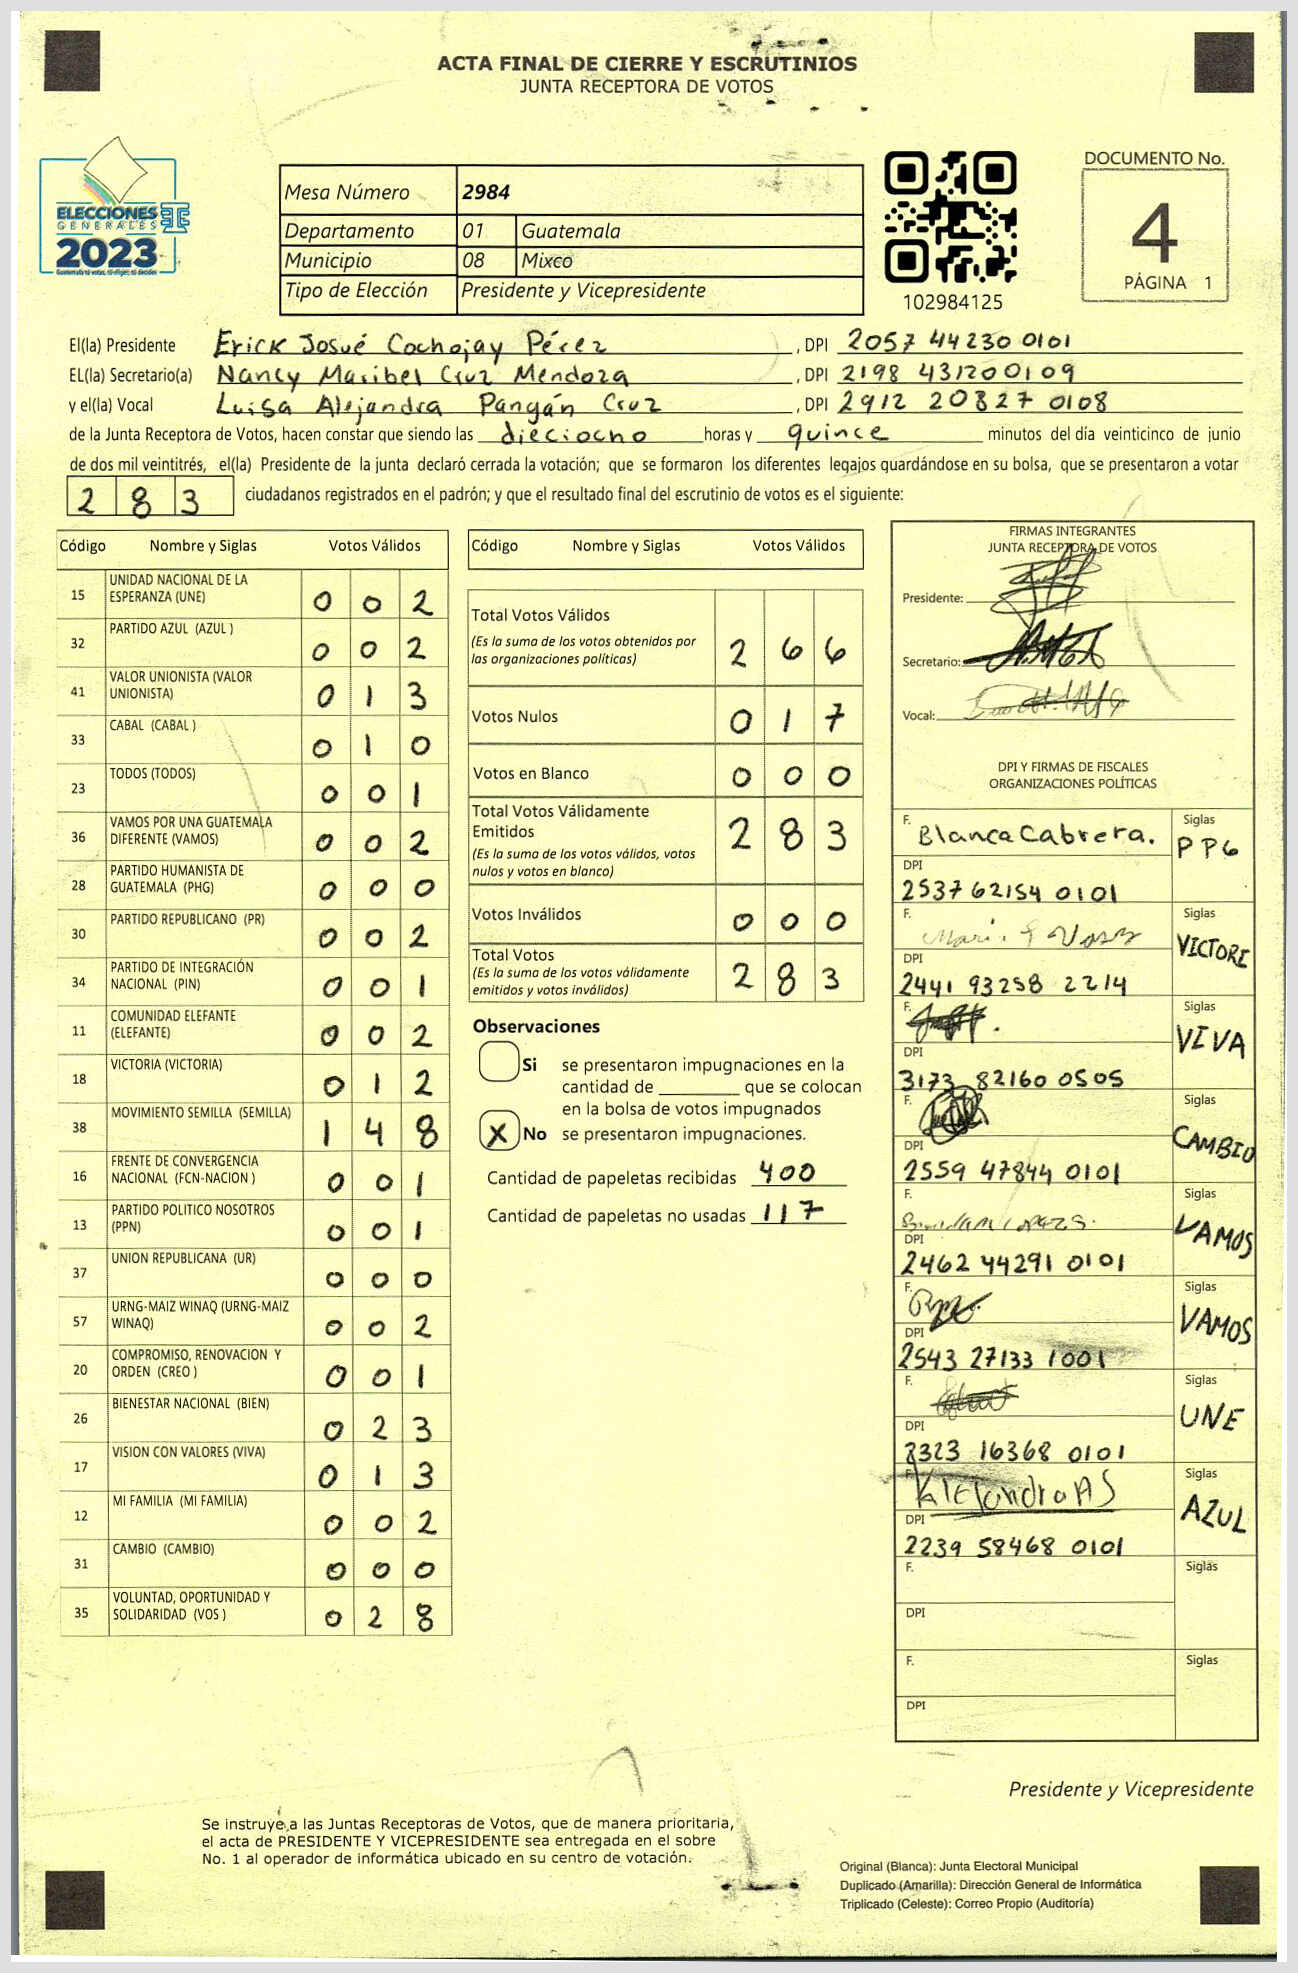 ACTA FINAL DE CIERRE Y ESCRUTINIOS
JUNTA RECEPTORA DE VOTOS
ELECCIONES
GENERALES
2023
Mesa Número 2984
Departamento 01 Guatemala
Municipio 08 Mixco
Tipo de Elección Presidente y Vicepresidente
102984125
DOCUMENTO No.
4
PÁGINA 1
El(la) Presidente Erick Josué Cochojay Pérez , DPI 2057 44230 0101
EL(la) Secretario(a) Nancy Maribel Cruz Mendoza , DPI 2198 43120 0109
y el(la) Vocal Luisa Alejandra Pangán Cruz , DPI 2912 20827 0108
de la Junta Receptora de Votos, hacen constar que siendo las dieciocho horas y quince minutos del día veinticinco de junio
de dos mil veintitrés, el(la) Presidente de la junta declaró cerrada la votación; que se formaron los diferentes legajos guardándose en su bolsa, que se presentaron a votar
283 ciudadanos registrados en el padrón; y que el resultado final del escrutinio de votos es el siguiente:
Código Nombre y Siglas Votos Válidos
15 UNIDAD NACIONAL DE LA ESPERANZA (UNE) 0 0 2
32 PARTIDO AZUL (AZUL ) 0 0 2
41 VALOR UNIONISTA (VALOR UNIONISTA) 0 1 3
33 CABAL (CABAL ) 0 1 0
23 TODOS (TODOS) 0 0 1
36 VAMOS POR UNA GUATEMALA DIFERENTE (VAMOS) 0 0 2
28 PARTIDO HUMANISTA DE GUATEMALA (PHG) 0 0 0
30 PARTIDO REPUBLICANO (PR) 0 0 2
34 PARTIDO DE INTEGRACIÓN NACIONAL (PIN) 0 0 1
11 COMUNIDAD ELEFANTE (ELEFANTE) 0 0 2
18 VICTORIA (VICTORIA) 0 1 2
38 MOVIMIENTO SEMILLA (SEMILLA) 1 4 8
16 FRENTE DE CONVERGENCIA NACIONAL (FCN-NACION ) 0 0 1
13 PARTIDO POLITICO NOSOTROS (PPN) 0 0 1
37 UNION REPUBLICANA (UR) 0 0 0
57 URNG-MAIZ WINAQ (URNG-MAIZ WINAQ) 0 0 2
20 COMPROMISO, RENOVACION Y ORDEN (CREO ) 0 0 1
26 BIENESTAR NACIONAL (BIEN) 0 2 3
17 VISION CON VALORES (VIVA) 0 1 3
12 MI FAMILIA (MI FAMILIA) 0 0 2
31 CAMBIO (CAMBIO) 0 0 0
35 VOLUNTAD, OPORTUNIDAD Y SOLIDARIDAD (VOS ) 0 2 8
Código Nombre y Siglas Votos Válidos
Total Votos Válidos 2 6 6
(Es la suma de los votos obtenidos por
las organizaciones políticas)
Votos Nulos 0 1 7
Votos en Blanco 0 0 0
Total Votos Válidamente
Emitidos 2 8 3
(Es la suma de los votos válidos, votos
nulos y votos en blanco)
Votos Inválidos 0 0 0
Total Votos 2 8 3
(Es la suma de los votos válidamente
emitidos y votos inválidos)
Observaciones
Si se presentaron impugnaciones en la
cantidad de ________ que se colocan
en la bolsa de votos impugnados
X No se presentaron impugnaciones.
Cantidad de papeletas recibidas 400
Cantidad de papeletas no usadas 117
FIRMAS INTEGRANTES
JUNTA RECEPTORA DE VOTOS
Presidente:
Secretario:
Vocal:
DPI Y FIRMAS DE FISCALES
ORGANIZACIONES POLÍTICAS
F. Blanca Cabrera. Siglas PPG
DPI 2537 62154 0101
F. Siglas VICTORI
DPI 2441 93258 2214
F. Siglas VIVA
DPI 3173 82160 0505
F. Siglas CAMBIO
DPI 2559 47844 0101
F. Siglas VAMOS
DPI 2462 44291 0101
F. Siglas VAMOS
DPI 2543 27133 1001
F. Siglas UNE
DPI 2323 16368 0101
F. Alejandro AS Siglas AZUL
DPI 2239 58468 0101
F. Siglas
DPI
F. Siglas
DPI
Presidente y Vicepresidente
Se instruye a las Juntas Receptoras de Votos, que de manera prioritaria,
el acta de PRESIDENTE Y VICEPRESIDENTE sea entregada en el sobre
No. 1 al operador de informática ubicado en su centro de votación.
Original (Blanca): Junta Electoral Municipal
Duplicado (Amarilla): Dirección General de Informática
Triplicado (Celeste): Correo Propio (Auditoría)